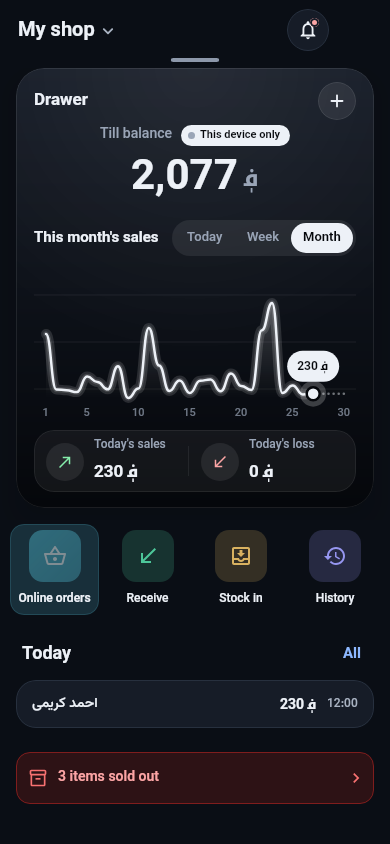 My shop
Drawer
Till balance
This device only
2,077 ؋
This month's sales
Today
Week
Month
230 ؋
1 5 10 15 20 25 30
Today's sales
230 ؋
Today's loss
0 ؋
Online orders
Receive
Stock in
History
Today
All
احمد کریمی
230 ؋
12:00
3 items sold out